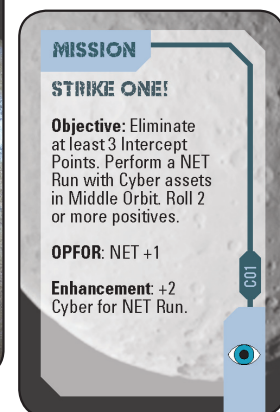 MISSION
STRIKE ONE!
Objective: Eliminate
at least 3 Intercept
Points. Perform a NET
Run with Cyber assets
in Middle Orbit. Roll 2
or more positives.
OPFOR: NET +1
Enhancement: +2
Cyber for NET Run.
C01